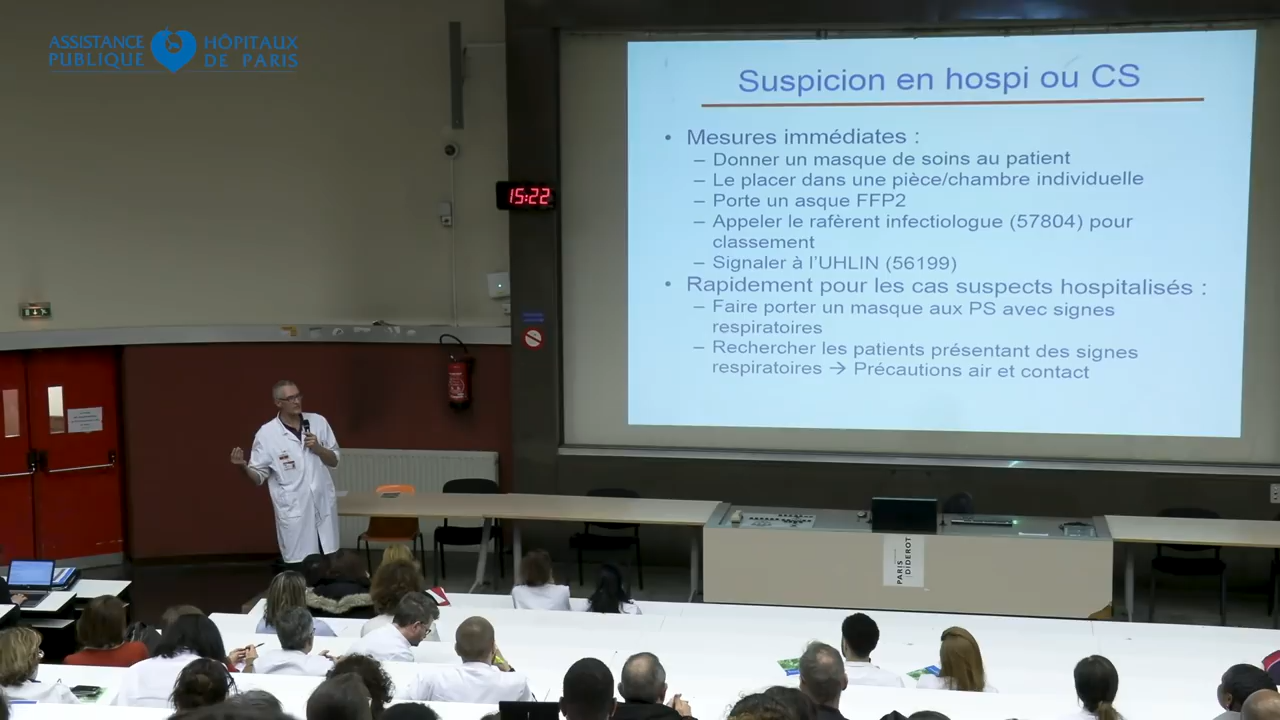 ASSISTANCE PUBLIQUE
HÔPITAUX DE PARIS
Suspicion en hospi ou CS
• Mesures immédiates :
– Donner un masque de soins au patient
– Le placer dans une pièce/chambre individuelle
– Porte un asque FFP2
– Appeler le rafèrent infectiologue (57804) pour
classement
– Signaler à l'UHLIN (56199)
• Rapidement pour les cas suspects hospitalisés :
– Faire porter un masque aux PS avec signes
respiratoires
– Rechercher les patients présentant des signes
respiratoires → Précautions air et contact
15:22
PARIS
DIDEROT